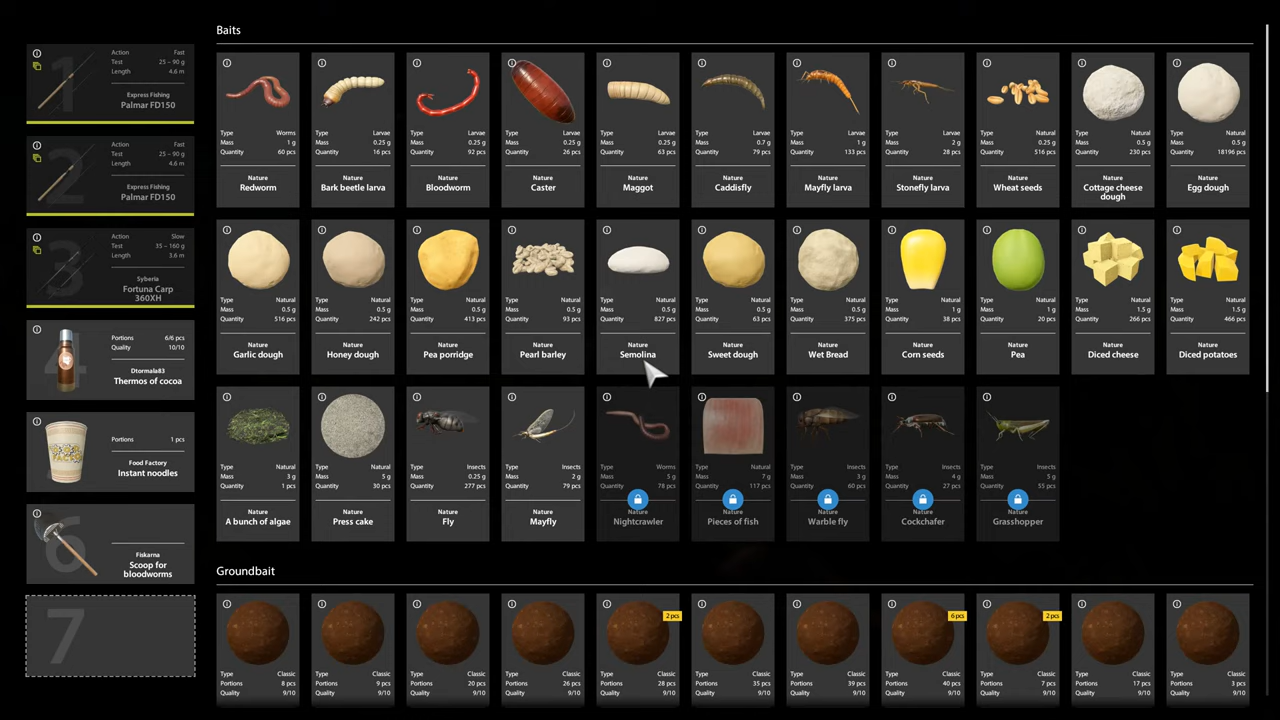 Baits
1
Action Fast
Test 25 – 90 g
Length 4.6 m
Express Fishing
Palmar FD150
2
Action Fast
Test 25 – 90 g
Length 4.6 m
Express Fishing
Palmar FD150
3
Action Slow
Test 35 – 160 g
Length 3.6 m
Syberia
Fortuna Carp
360XH
4
Portions 6/6 pcs
Quality 10/10
Dtormala83
Thermos of cocoa
Portions 1 pcs
Food Factory
Instant noodles
6
Fiskarna
Scoop for
bloodworms
7
Type Worms
Mass 1 g
Quantity 60 pcs
Nature
Redworm
Type Larvae
Mass 0.25 g
Quantity 16 pcs
Nature
Bark beetle larva
Type Larvae
Mass 0.25 g
Quantity 92 pcs
Nature
Bloodworm
Type Larvae
Mass 0.25 g
Quantity 26 pcs
Nature
Caster
Type Larvae
Mass 0.25 g
Quantity 63 pcs
Nature
Maggot
Type Larvae
Mass 0.7 g
Quantity 79 pcs
Nature
Caddisfly
Type Larvae
Mass 1 g
Quantity 133 pcs
Nature
Mayfly larva
Type Larvae
Mass 2 g
Quantity 28 pcs
Nature
Stonefly larva
Type Natural
Mass 0.25 g
Quantity 516 pcs
Nature
Wheat seeds
Type Natural
Mass 0.5 g
Quantity 230 pcs
Nature
Cottage cheese
dough
Type Natural
Mass 0.5 g
Quantity 18196 pcs
Nature
Egg dough
Type Natural
Mass 0.5 g
Quantity 516 pcs
Nature
Garlic dough
Type Natural
Mass 0.5 g
Quantity 242 pcs
Nature
Honey dough
Type Natural
Mass 0.5 g
Quantity 413 pcs
Nature
Pea porridge
Type Natural
Mass 0.5 g
Quantity 93 pcs
Nature
Pearl barley
Type Natural
Mass 0.5 g
Quantity 827 pcs
Nature
Semolina
Type Natural
Mass 0.5 g
Quantity 63 pcs
Nature
Sweet dough
Type Natural
Mass 0.5 g
Quantity 375 pcs
Nature
Wet Bread
Type Natural
Mass 1 g
Quantity 38 pcs
Nature
Corn seeds
Type Natural
Mass 1 g
Quantity 20 pcs
Nature
Pea
Type Natural
Mass 1.5 g
Quantity 266 pcs
Nature
Diced cheese
Type Natural
Mass 1.5 g
Quantity 466 pcs
Nature
Diced potatoes
Type Natural
Mass 3 g
Quantity 1 pcs
Nature
A bunch of algae
Type Natural
Mass 5 g
Quantity 30 pcs
Nature
Press cake
Type Insects
Mass 0.25 g
Quantity 277 pcs
Nature
Fly
Type Insects
Mass 2 g
Quantity 79 pcs
Nature
Mayfly
Type Worms
Mass 5 g
Quantity 78 pcs
Nature
Nightcrawler
Type Natural
Mass 7 g
Quantity 117 pcs
Nature
Pieces of fish
Type Insects
Mass 3 g
Quantity 60 pcs
Nature
Warble fly
Type Insects
Mass 4 g
Quantity 27 pcs
Nature
Cockchafer
Type Insects
Mass 5 g
Quantity 55 pcs
Nature
Grasshopper
Groundbait
Type Classic
Portions 8 pcs
Quality 9/10
Type Classic
Portions 9 pcs
Quality 9/10
Type Classic
Portions 20 pcs
Quality 9/10
Type Classic
Portions 26 pcs
Quality 9/10
2 pcs
Type Classic
Portions 28 pcs
Quality 9/10
Type Classic
Portions 35 pcs
Quality 9/10
Type Classic
Portions 39 pcs
Quality 9/10
6 pcs
Type Classic
Portions 40 pcs
Quality 9/10
2 pcs
Type Classic
Portions 7 pcs
Quality 9/10
Type Classic
Portions 17 pcs
Quality 9/10
Type Classic
Portions 3 pcs
Quality 9/10